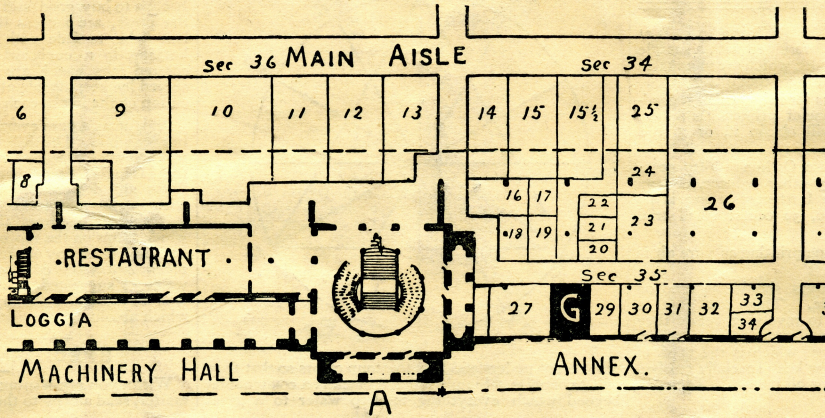 sec 36 MAIN AISLE sec 34
6 9 10 11 12 13 14 15 15½ 25
8 24
16 17 22 26
18 19 21 23
20
.RESTAURANT.
sec 35
27 G 29 30 31 32 33
34
LOGGIA
MACHINERY HALL ANNEX.
A